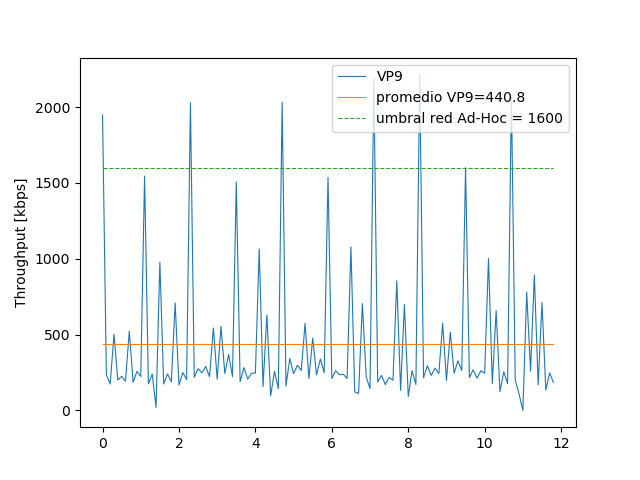 VP9
promedio VP9=440.8
umbral red Ad-Hoc = 1600
Throughput [kbps]
2000
1500
1000
500
0
0 2 4 6 8 10 12